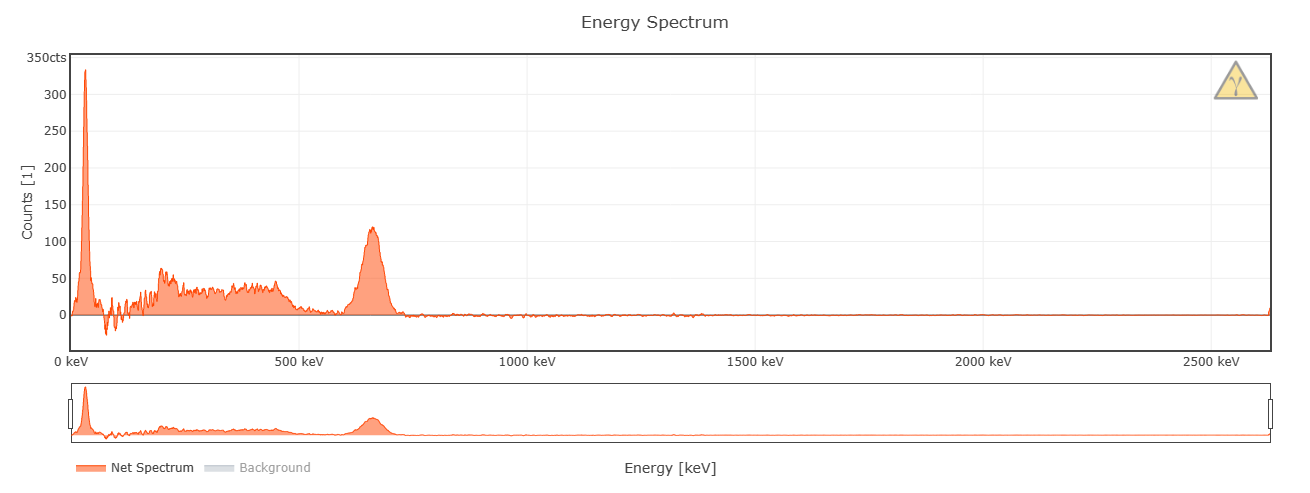 Energy Spectrum
350cts
300
250
200
150
100
50
0
Counts [1]
γ
0 keV 500 keV 1000 keV 1500 keV 2000 keV 2500 keV
Net Spectrum Background Energy [keV]